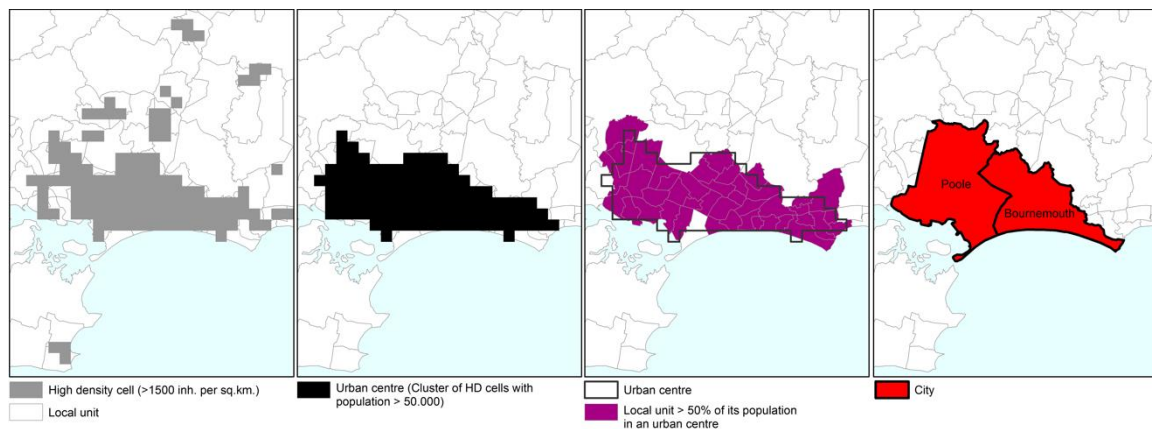 Poole
Bournemouth
High density cell (>1500 inh. per sq.km.)
Local unit
Urban centre (Cluster of HD cells with
population > 50.000)
Urban centre
Local unit > 50% of its population
in an urban centre
City